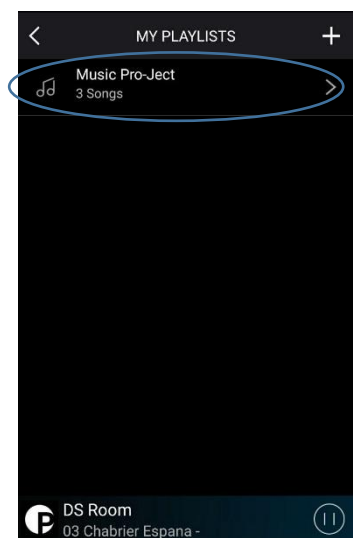 MY PLAYLISTS
Music Pro-Ject
3 Songs
DS Room
03 Chabrier Espana -